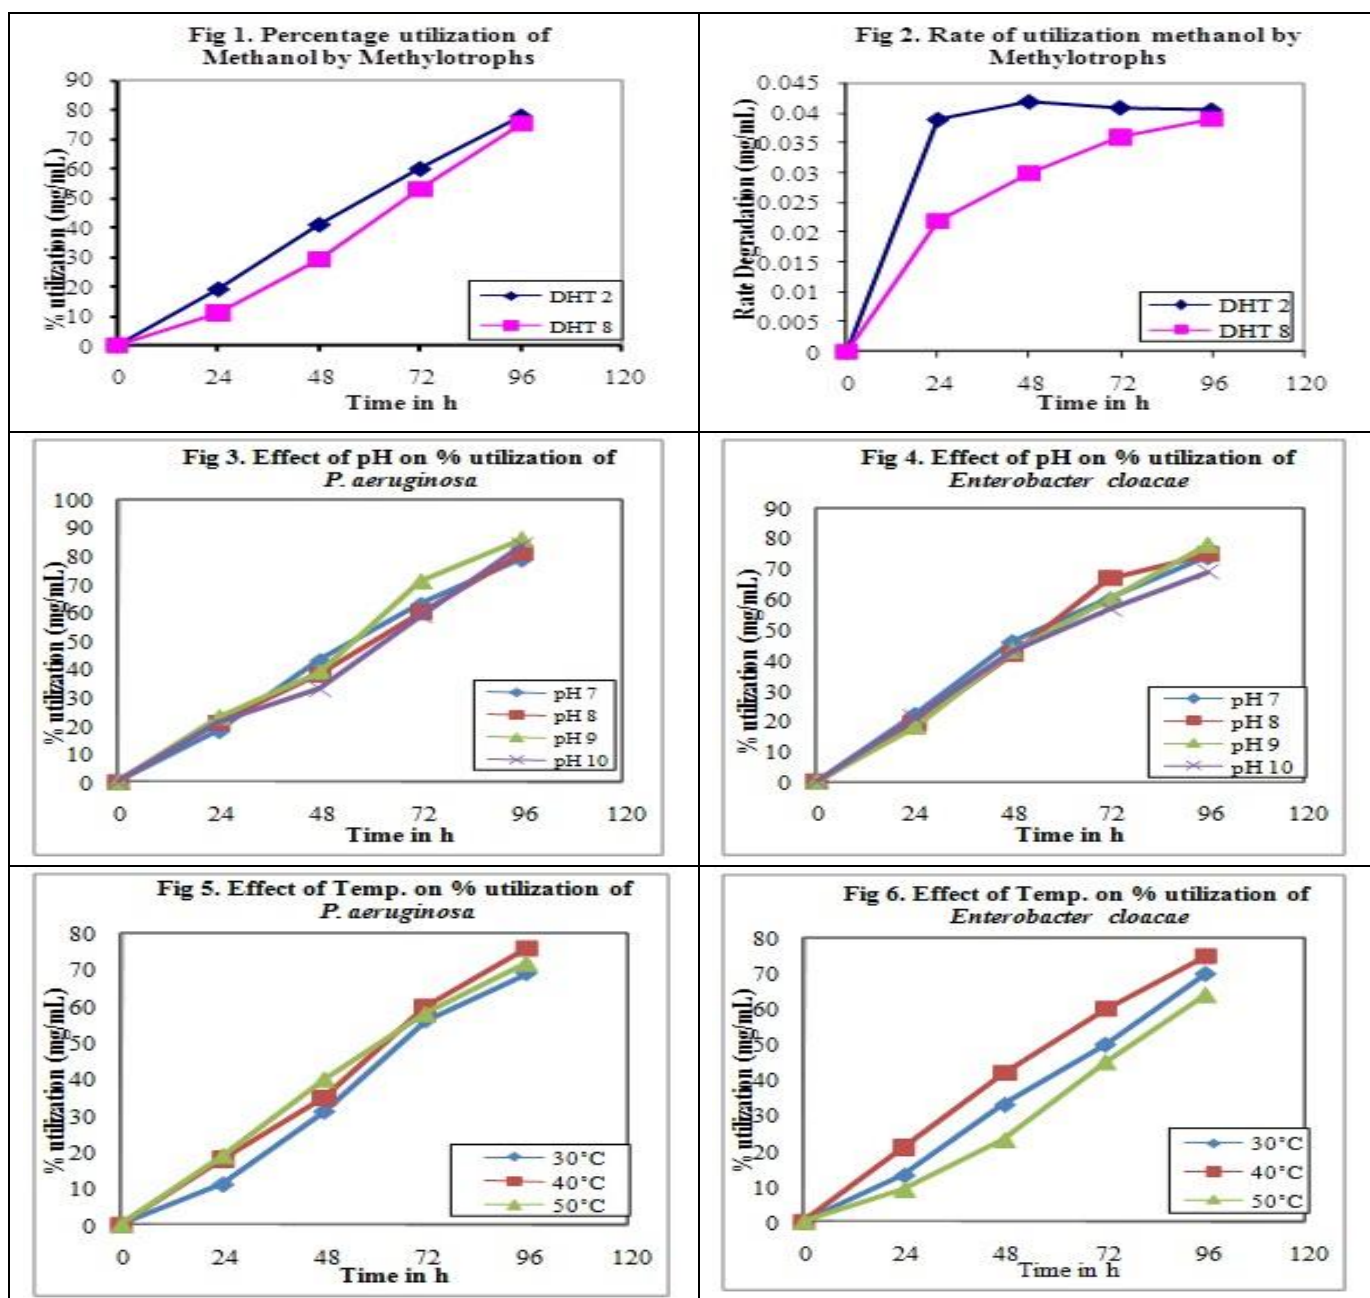 Fig 1. Percentage utilization of
Methanol by Methylotrophs
% utilization (mg/mL)
90
80
70
60
50
40
30
20
10
0
0 24 48 72 96 120
Time in h
DHT 2
DHT 8
Fig 2. Rate of utilization methanol by
Methylotrophs
Rate Degradation (mg/mL)
0.045
0.04
0.035
0.03
0.025
0.02
0.015
0.01
0.005
0
0 24 48 72 96 120
Time in h
DHT 2
DHT 8
Fig 3. Effect of pH on % utilization of
P. aeruginosa
% utilization (mg/mL)
100
90
80
70
60
50
40
30
20
10
0
0 24 48 72 96 120
Time in h
pH 7
pH 8
pH 9
pH 10
Fig 4. Effect of pH on % utilization of
Enterobacter cloacae
% utilization (mg/mL)
90
80
70
60
50
40
30
20
10
0
0 24 48 72 96 120
Time in h
pH 7
pH 8
pH 9
pH 10
Fig 5. Effect of Temp. on % utilization of
P. aeruginosa
% utilization (mg/mL)
80
70
60
50
40
30
20
10
0
0 24 48 72 96 120
Time in h
30°C
40°C
50°C
Fig 6. Effect of Temp. on % utilization of
Enterobacter cloacae
% utilization (mg/mL)
80
70
60
50
40
30
20
10
0
0 24 48 72 96 120
Time in h
30°C
40°C
50°C